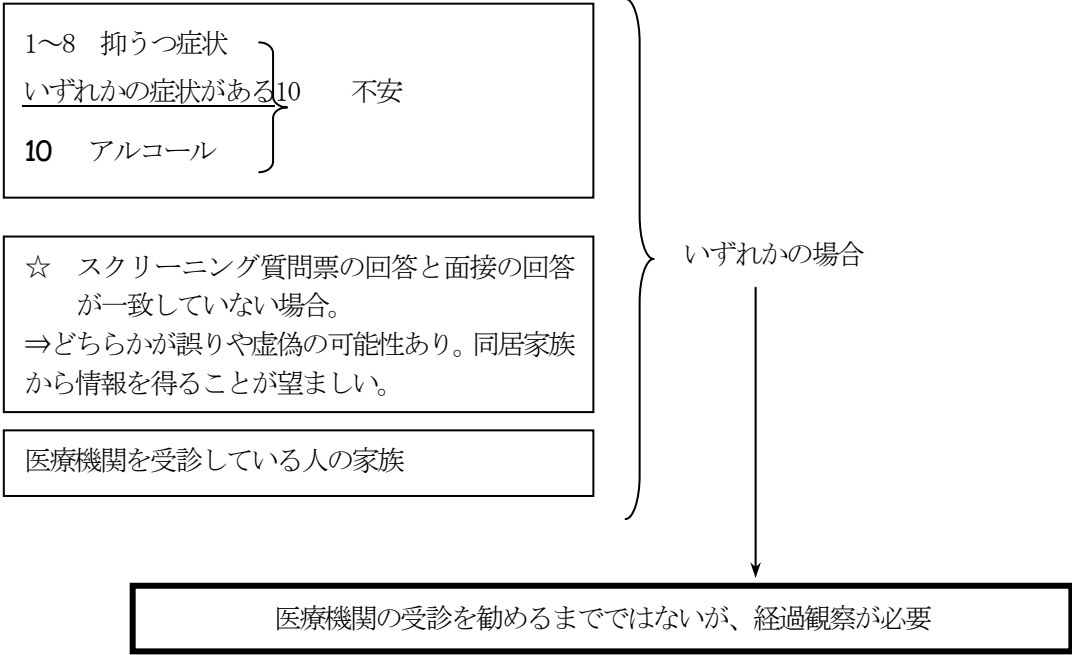 1～8　抑うつ症状
いずれかの症状がある10　　不安
10　アルコール
☆　スクリーニング質問票の回答と面接の回答
が一致していない場合。
⇒どちらかが誤りや虚偽の可能性あり。同居家族
から情報を得ることが望ましい。
医療機関を受診している人の家族
いずれかの場合
医療機関の受診を勧めるまでではないが、経過観察が必要